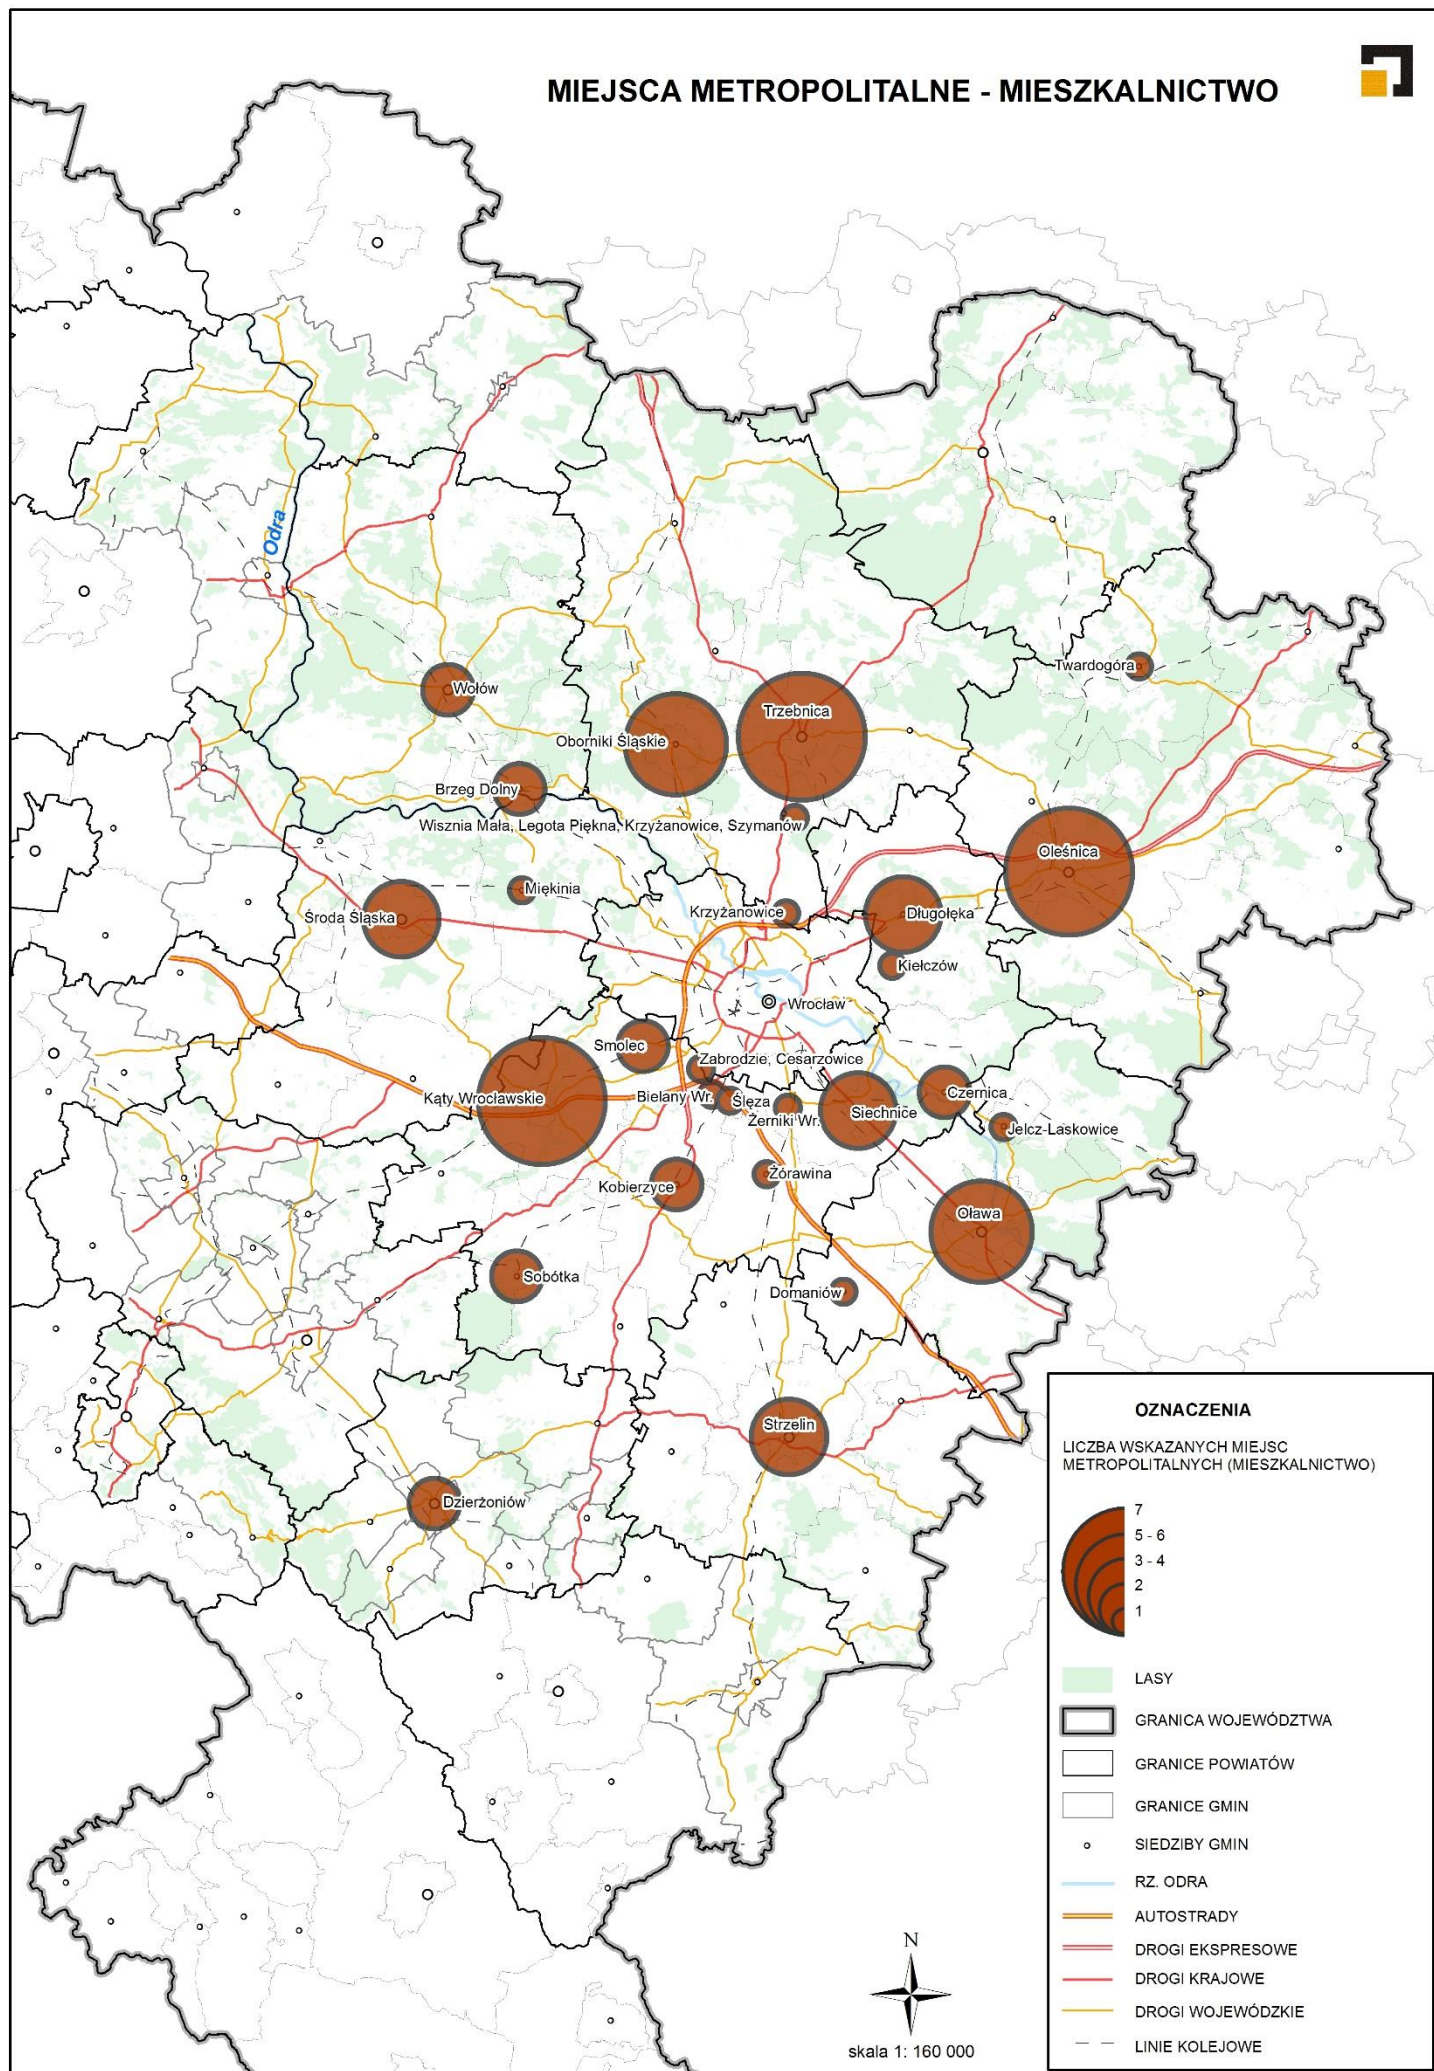 MIEJSCA METROPOLITALNE - MIESZKALNICTWO
Odra
Twardogóra
Wołów
Trzebnica
Oborniki Śląskie
Brzeg Dolny
Wisznia Mała, Legota Piękna, Krzyżanowice, Szymanów
Oleśnica
Miękinia
Środa Śląska
Krzyżanowice
Długołęka
Kiełczów
Wrocław
Smolec
Zabrodzie, Cesarzowice
Kąty Wrocławskie
Bielany Wr.
Ślęza
Żerniki Wr.
Siechnice
Czernica
Jelcz-Laskowice
Żórawina
Kobierzyce
Oława
Sobótka
Domaniów
Strzelin
Dzierżoniów
OZNACZENIA
LICZBA WSKAZANYCH MIEJSC
METROPOLITALNYCH (MIESZKALNICTWO)
7
5 - 6
3 - 4
2
1
LASY
GRANICA WOJEWÓDZTWA
GRANICE POWIATÓW
GRANICE GMIN
SIEDZIBY GMIN
RZ. ODRA
AUTOSTRADY
DROGI EKSPRESOWE
DROGI KRAJOWE
DROGI WOJEWÓDZKIE
LINIE KOLEJOWE
N
skala 1: 160 000